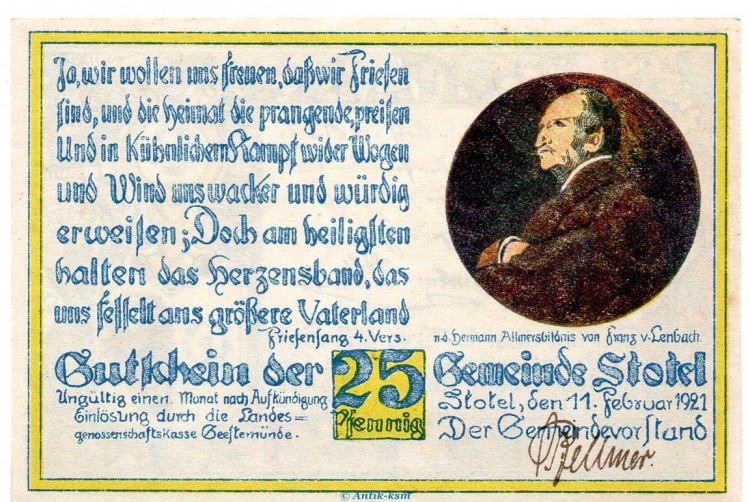 Ja, wir wollen uns freuen, daß wir Friesen
sind, und die Heimat die prangende, preisen
Und in Kühnlichem Kampf wider Wogen
und Wind uns wacker und würdig
erweisen; Doch am heiligsten
halten das Herzensband, das
uns fesselt ans größere Vaterland
Friesensang 4. Vers.
n.d. Hermann Allmersbildnis von Franz v. Lenbach.
Gutschein der 25 Pfennig Gemeinde Stotel
Ungültig einen Monat nach Aufkündigung
Einlösung durch die Landes=
genossenschaftskasse Geestemünde.
Stotel, den 11. Februar 1921
Der Gemeindevorstand
© Antik-ksm